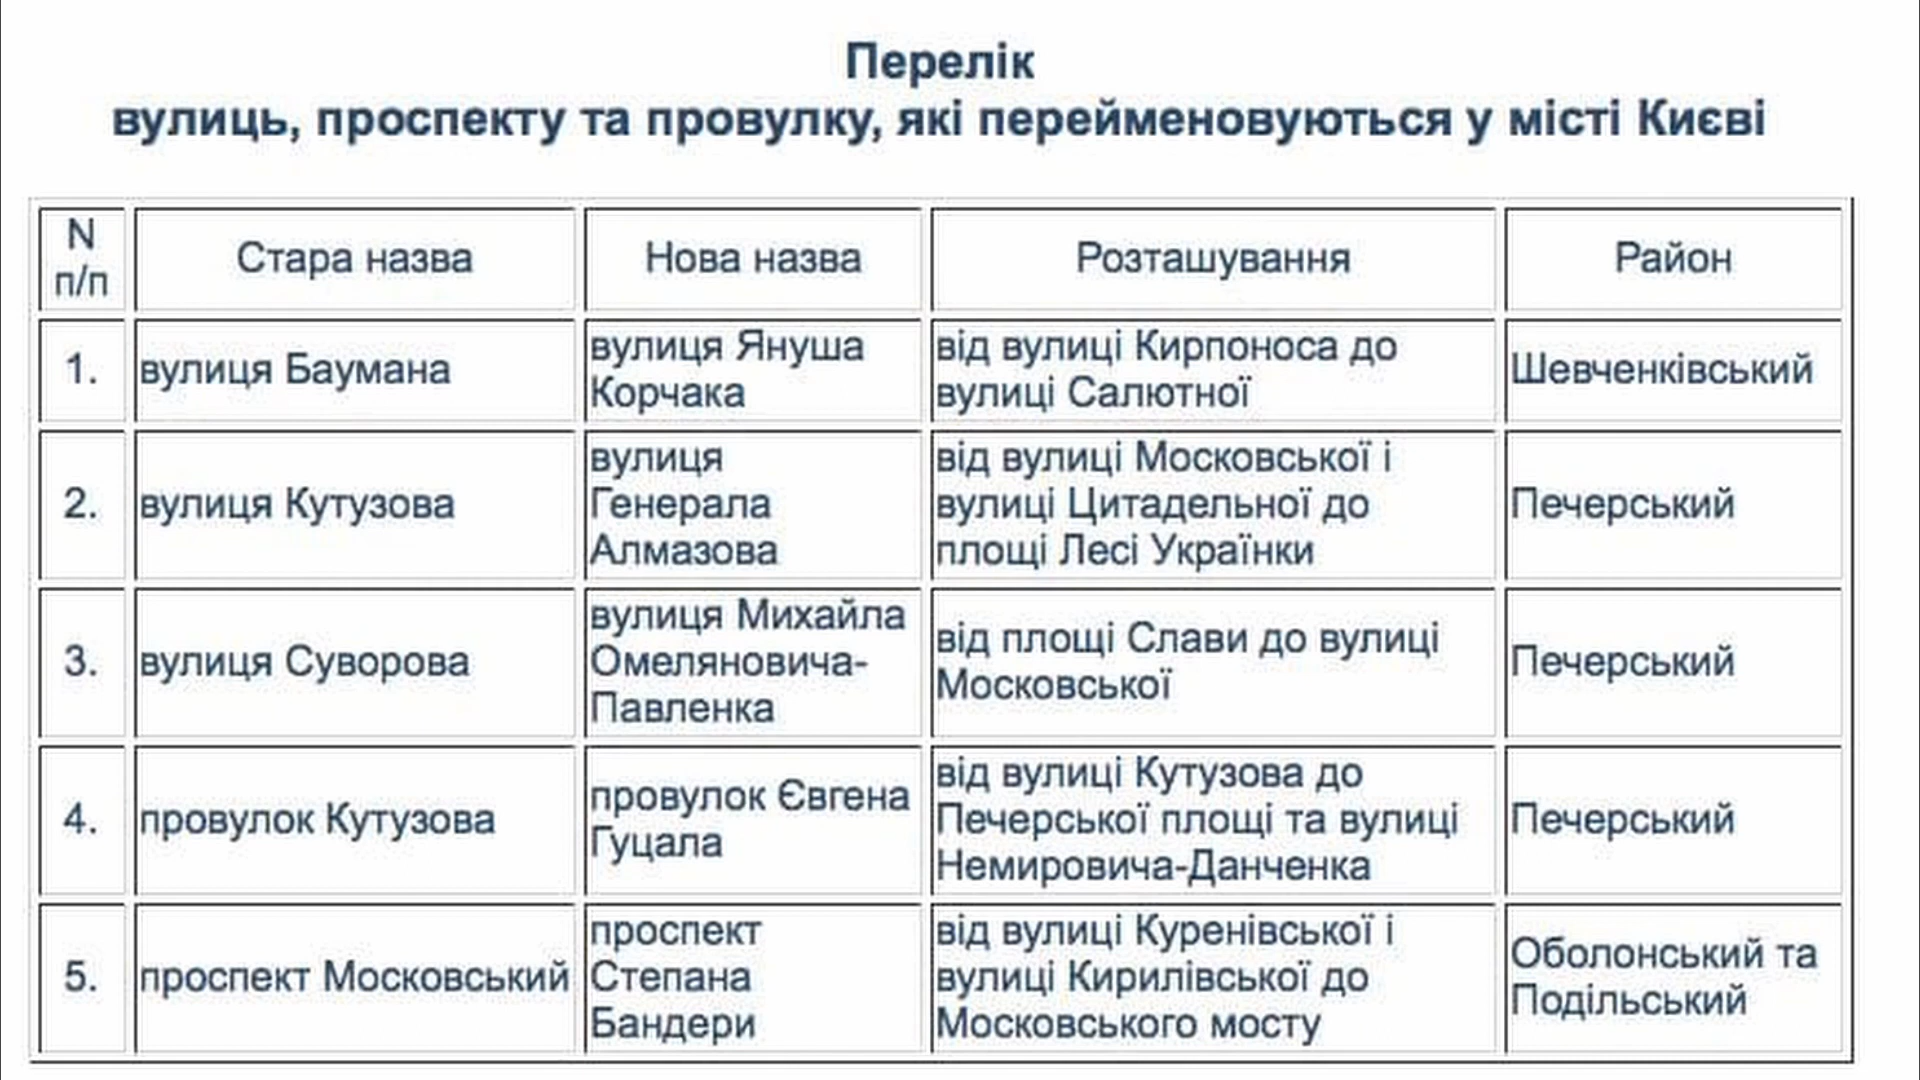 Перелік
вулиць, проспекту та провулку, які перейменовуються у місті Києві
N
п/п
Стара назва
Нова назва
Розташування
Район
1.
вулиця Баумана
вулиця Януша
Корчака
від вулиці Кирпоноса до
вулиці Салютної
Шевченківський
2.
вулиця Кутузова
вулиця
Генерала
Алмазова
від вулиці Московської і
вулиці Цитадельної до
площі Лесі Українки
Печерський
3.
вулиця Суворова
вулиця Михайла
Омеляновича-
Павленка
від площі Слави до вулиці
Московської
Печерський
4.
провулок Кутузова
провулок Євгена
Гуцала
від вулиці Кутузова до
Печерської площі та вулиці
Немировича-Данченка
Печерський
5.
проспект Московський
проспект
Степана
Бандери
від вулиці Куренівської і
вулиці Кирилівської до
Московського мосту
Оболонський та
Подільський